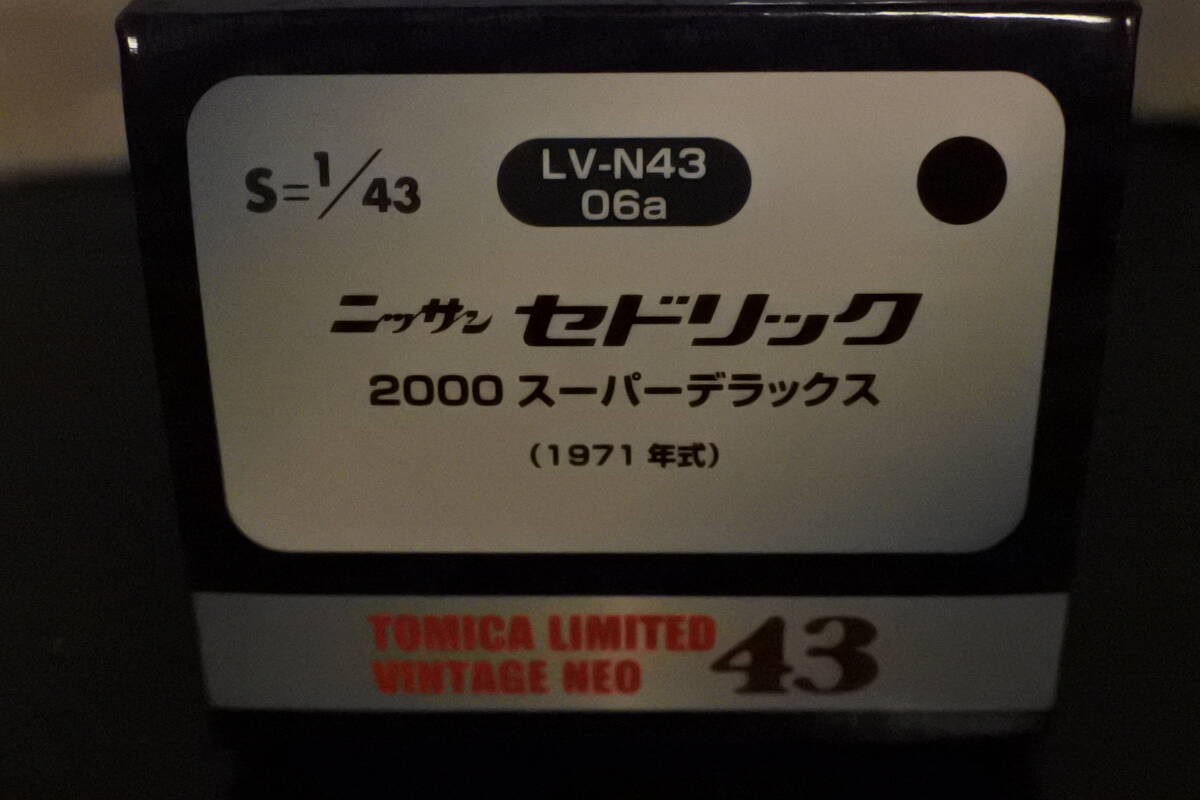 S=1/43
LV-N43
06a
ニッサン セドリック
2000 スーパーデラックス
(1971 年式)
TOMICA LIMITED
VINTAGE NEO 43